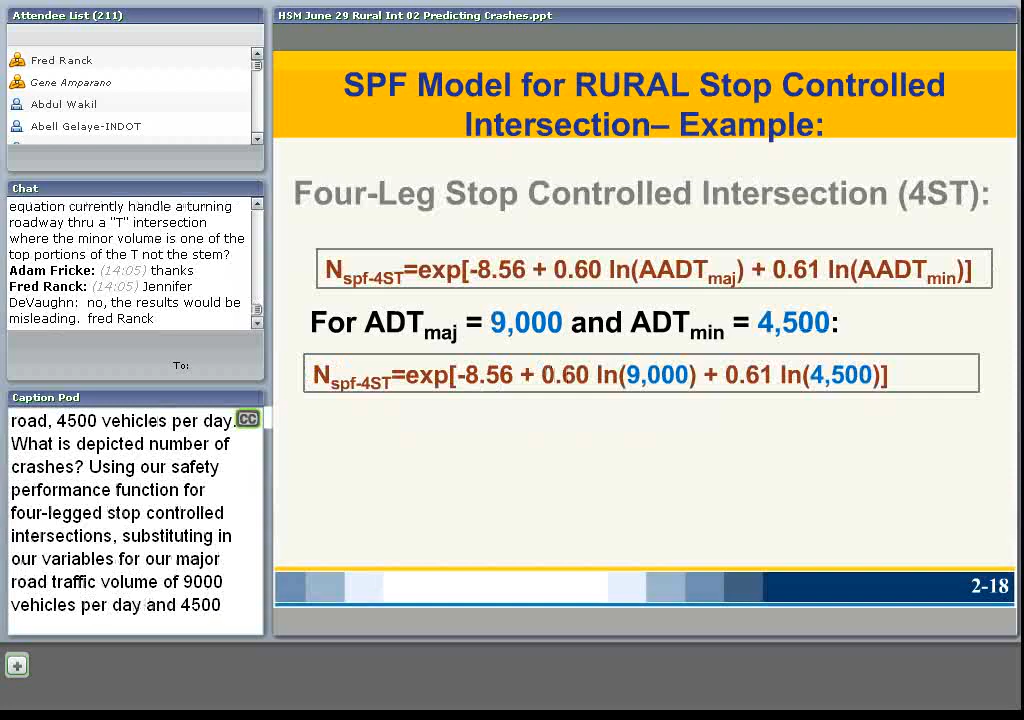 Attendee List (211)
Fred Ranck
Gene Amparano
Abdul Wakil
Abell Gelaye-INDOT
Chat
equation currently handle a turning
roadway thru a "T" intersection
where the minor volume is one of the
top portions of the T not the stem?
Adam Fricke: (14:05) thanks
Fred Ranck: (14:05) Jennifer
DeVaughn: no, the results would be
misleading. fred Ranck
To:
Caption Pod
road, 4500 vehicles per day.
CC
What is depicted number of
crashes? Using our safety
performance function for
four-legged stop controlled
intersections, substituting in
our variables for our major
road traffic volume of 9000
vehicles per day and 4500
HSM June 29 Rural Int 02 Predicting Crashes.ppt
SPF Model for RURAL Stop Controlled
Intersection– Example:
Four-Leg Stop Controlled Intersection (4ST):
Nspf-4ST=exp[-8.56 + 0.60 ln(AADTmaj) + 0.61 ln(AADTmin)]
For ADTmaj = 9,000 and ADTmin = 4,500:
Nspf-4ST=exp[-8.56 + 0.60 ln(9,000) + 0.61 ln(4,500)]
2-18